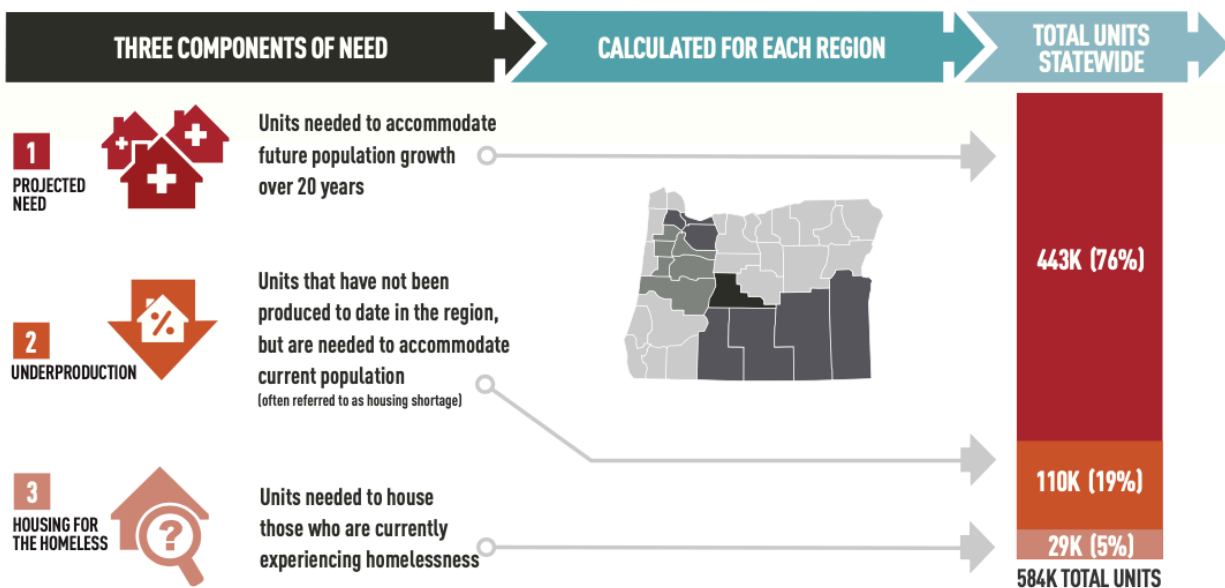 THREE COMPONENTS OF NEED
CALCULATED FOR EACH REGION
TOTAL UNITS
STATEWIDE
1
PROJECTED
NEED
Units needed to accommodate
future population growth
over 20 years
443K (76%)
2
UNDERPRODUCTION
%
Units that have not been
produced to date in the region,
but are needed to accommodate
current population
(often referred to as housing shortage)
110K (19%)
3
HOUSING FOR
THE HOMELESS
?
Units needed to house
those who are currently
experiencing homelessness
29K (5%)
584K TOTAL UNITS